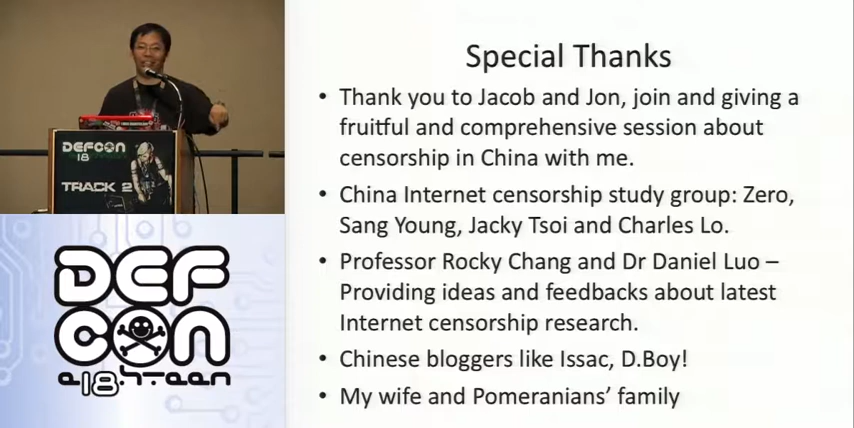 DEFCON
18
TRACK 2
DEF
CON
e18hteen
Special Thanks
• Thank you to Jacob and Jon, join and giving a
fruitful and comprehensive session about
censorship in China with me.
• China Internet censorship study group: Zero,
Sang Young, Jacky Tsoi and Charles Lo.
• Professor Rocky Chang and Dr Daniel Luo –
Providing ideas and feedbacks about latest
Internet censorship research.
• Chinese bloggers like Issac, D.Boy!
• My wife and Pomeranians’ family